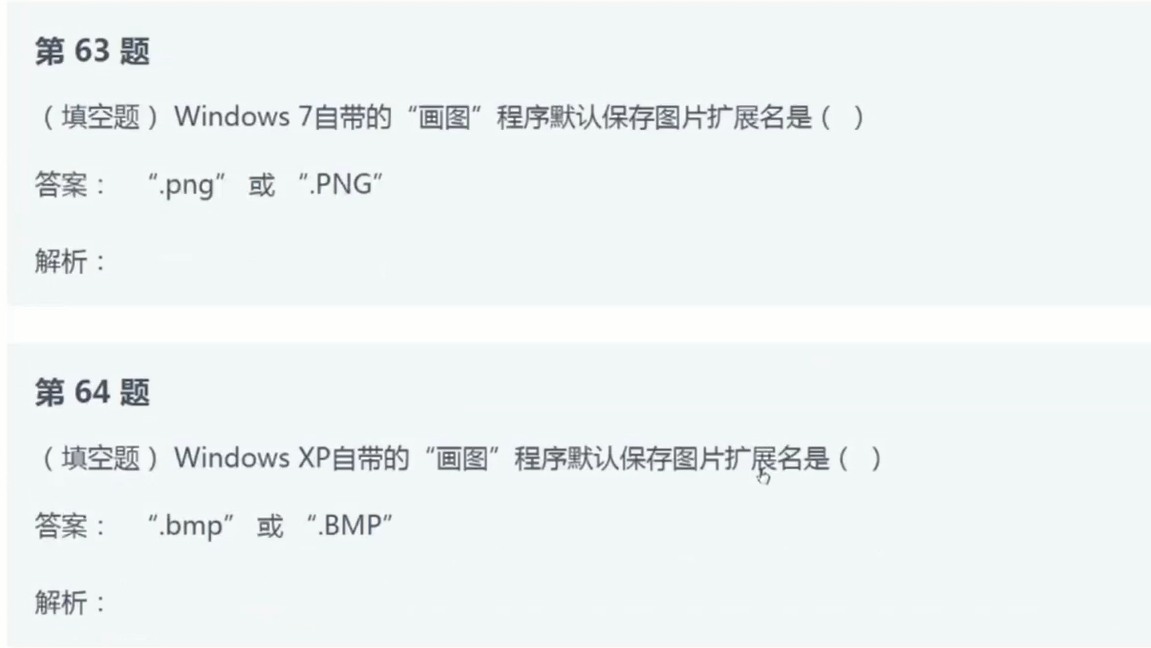 第 63 题
（填空题）Windows 7自带的“画图”程序默认保存图片扩展名是（ ）
答案： “.png” 或 “.PNG”
解析：
第 64 题
（填空题）Windows XP自带的“画图”程序默认保存图片扩展名是（ ）
答案： “.bmp” 或 “.BMP”
解析：